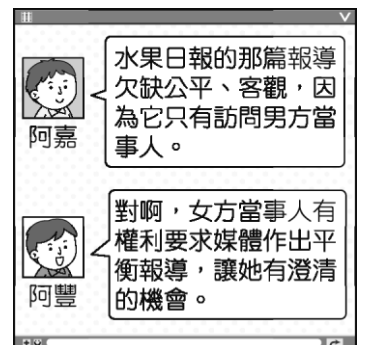 水果日報的那篇報導
欠缺公平、客觀，因
為它只有訪問男方當
事人。
阿嘉
對啊，女方當事人有
權利要求媒體作出平
衡報導，讓她有澄清
的機會。
阿豐